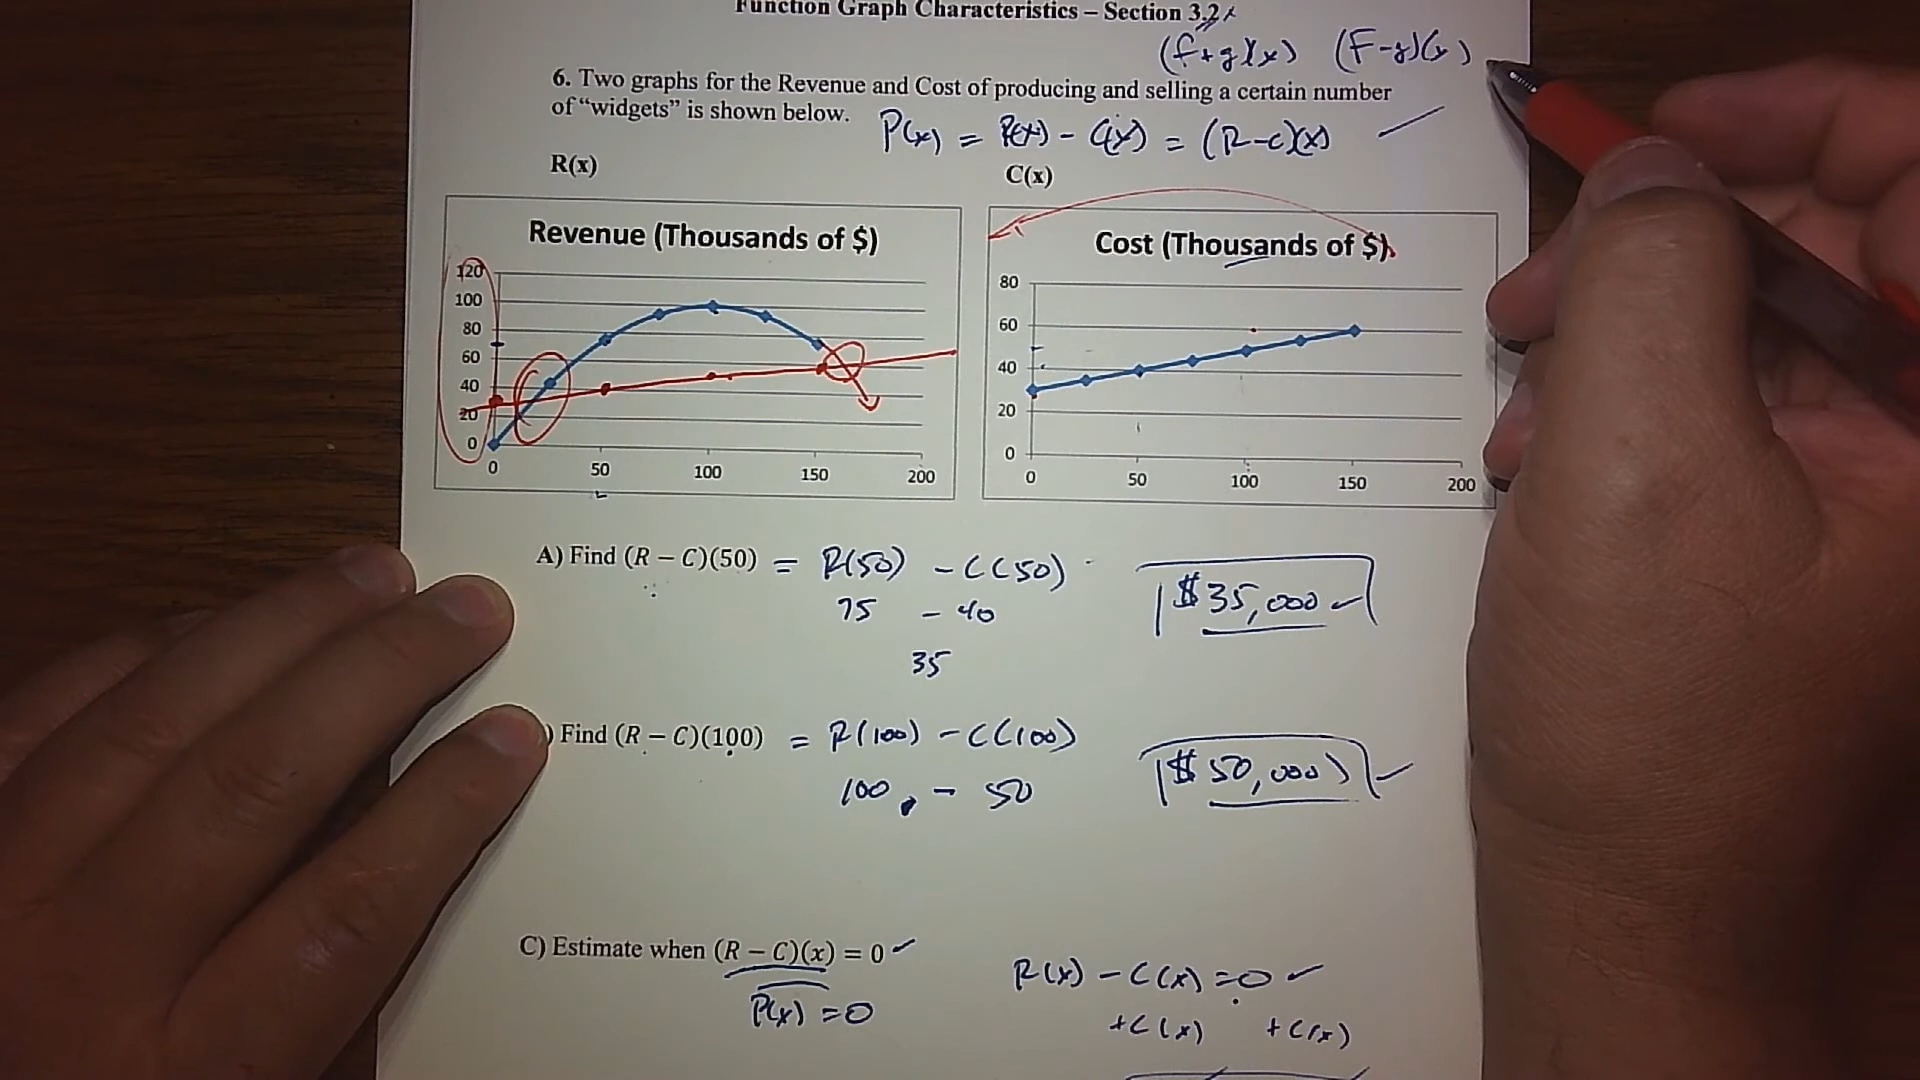 Function Graph Characteristics – Section 3.2
(f+g)(x) (F-g)(x)
6. Two graphs for the Revenue and Cost of producing and selling a certain number
of “widgets” is shown below.
P(x) = R(x) - C(x) = (R-C)(x)
R(x)
C(x)
Revenue (Thousands of $)
120
100
80
60
40
20
0
0 50 100 150 200
Cost (Thousands of $)
80
60
40
20
0
0 50 100 150 200
A) Find (R – C)(50) = R(50) - C(50)
75 - 40
35
$35,000
) Find (R – C)(100) = R(100) - C(100)
100 - 50
$50,000
C) Estimate when (R – C)(x) = 0
P(x) = 0
R(x) - C(x) = 0
+C(x) +C(x)